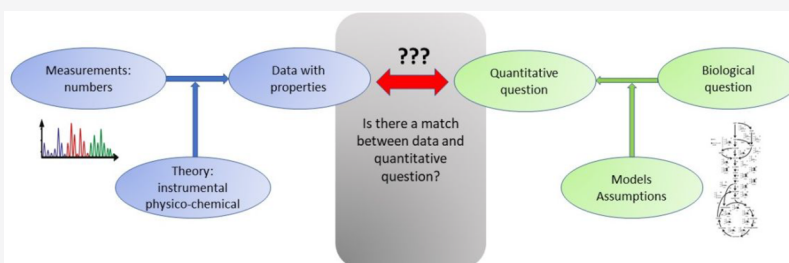 Measurements:
numbers
Data with
properties
Theory:
instrumental
physico-chemical
???
Is there a match
between data and
quantitative
question?
Quantitative
question
Biological
question
Models
Assumptions